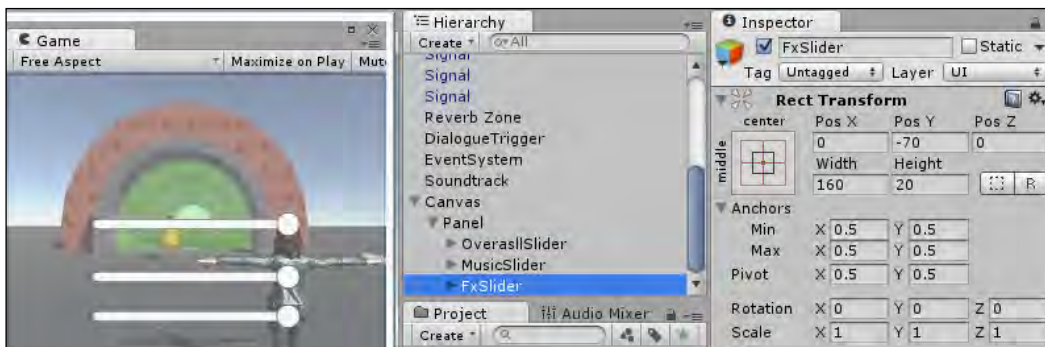 Game
Free Aspect
Maximize on Play
Mut
Hierarchy
Create
All
Signal
Signal
Signal
Reverb Zone
DialogueTrigger
EventSystem
Soundtrack
Canvas
Panel
OverasllSlider
MusicSlider
FxSlider
Project
Audio Mixer
Create
Inspector
FxSlider
Static
Tag Untagged Layer UI
Rect Transform
center Pos X Pos Y Pos Z
middle
0 -70 0
Width Height
160 20 R
Anchors
Min X 0.5 Y 0.5
Max X 0.5 Y 0.5
Pivot X 0.5 Y 0.5
Rotation X 0 Y 0 Z 0
Scale X 1 Y 1 Z 1